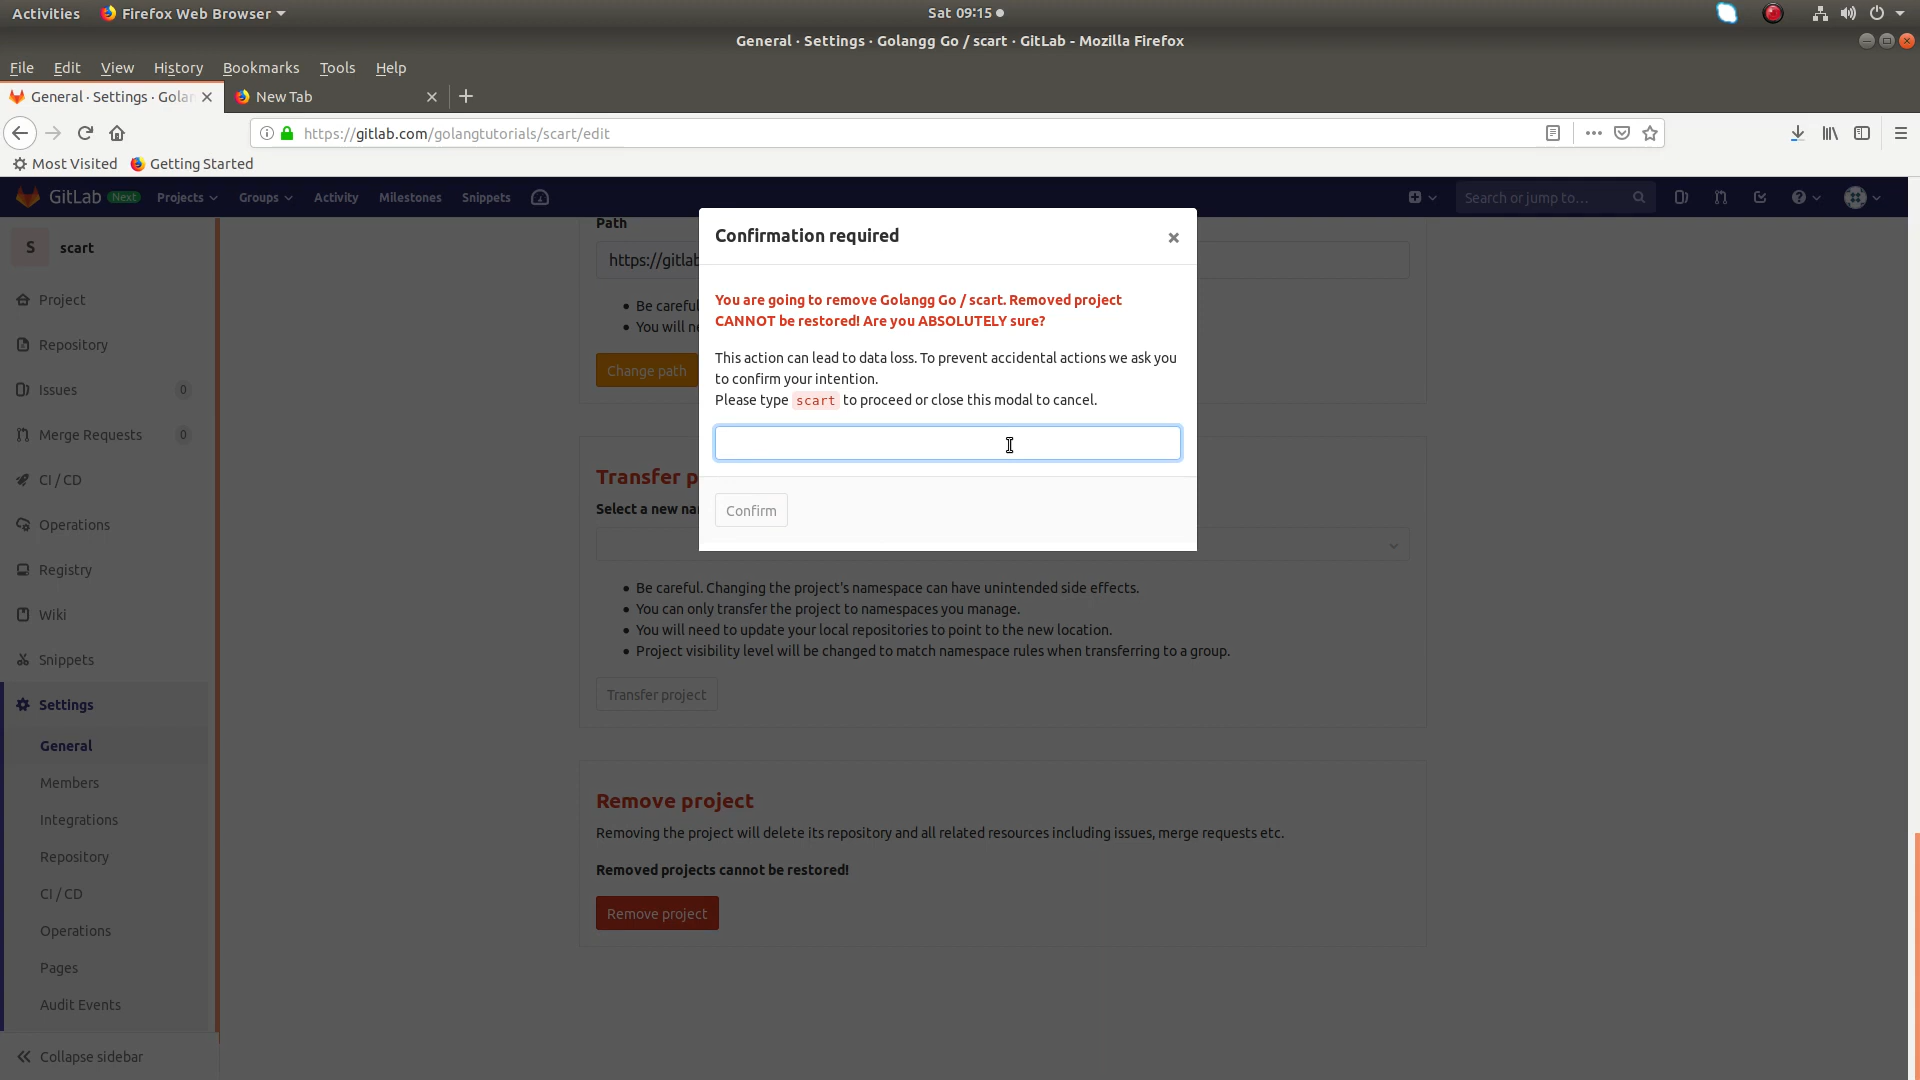 Activities
Firefox Web Browser
Sat 09:15
General · Settings · Golangg Go / scart · GitLab - Mozilla Firefox
File Edit View History Bookmarks Tools Help
General · Settings · Gola
New Tab
https://gitlab.com/golangtutorials/scart/edit
Most Visited
Getting Started
GitLab Next Projects Groups Activity Milestones Snippets
Search or jump to…
S scart
Project
Repository
Issues 0
Merge Requests 0
CI / CD
Operations
Registry
Wiki
Snippets
Settings
General
Members
Integrations
Repository
CI / CD
Operations
Pages
Audit Events
Collapse sidebar
Path
https://gitlab
Be careful
Change path
Confirmation required
You are going to remove Golangg Go / scart. Removed project
CANNOT be restored! Are you ABSOLUTELY sure?
This action can lead to data loss. To prevent accidental actions we ask you
to confirm your intention.
Please type scart to proceed or close this modal to cancel.
Confirm
Transfer p
Select a new na
• Be careful. Changing the project's namespace can have unintended side effects.
• You can only transfer the project to namespaces you manage.
• You will need to update your local repositories to point to the new location.
• Project visibility level will be changed to match namespace rules when transferring to a group.
Transfer project
Remove project
Removing the project will delete its repository and all related resources including issues, merge requests etc.
Removed projects cannot be restored!
Remove project